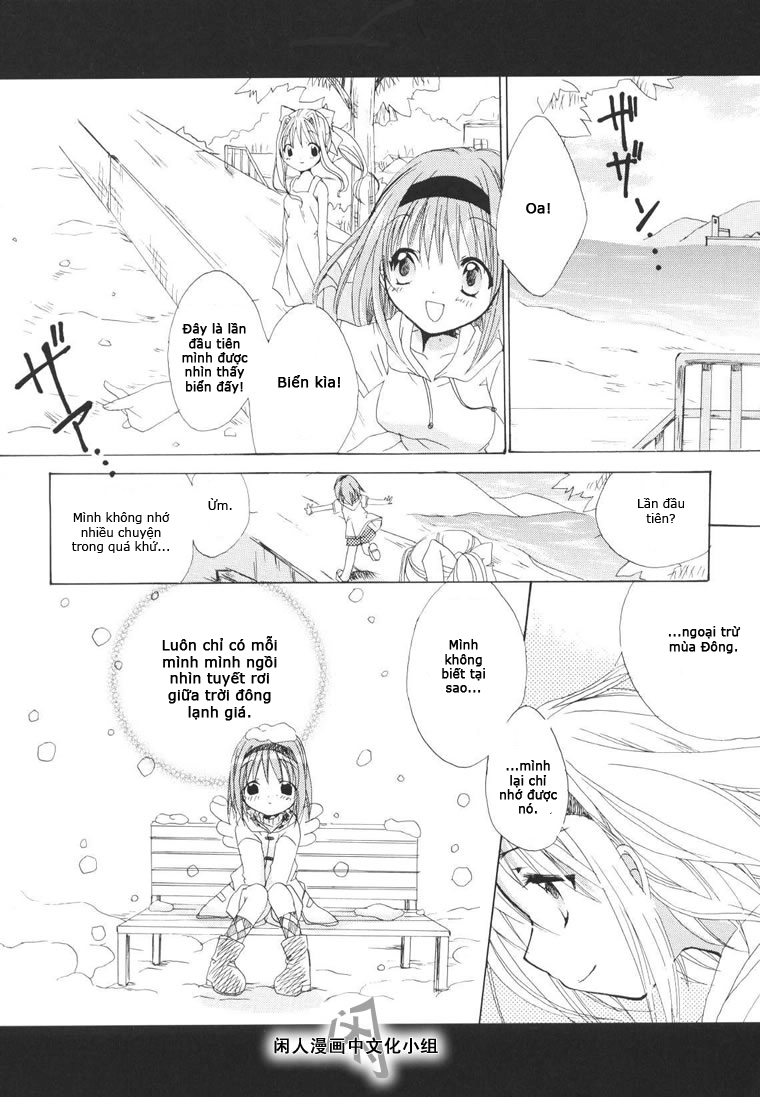 Oa!
Biển kìa!
Đây là lần
đầu tiên
mình được
nhìn thấy
biển đấy!
ザザン
ザザ
Lần đầu
tiên?
Ừm.
Mình không nhớ
nhiều chuyện
trong quá khứ...
...ngoại trừ
mùa Đông.
Mình
không
biết tại
sao...
...mình
lại chỉ
nhớ được
nó.
Luôn chỉ có mỗi
mình mình ngồi
nhìn tuyết rơi
giữa trời đông
lạnh giá.
闲人漫画中文化小组